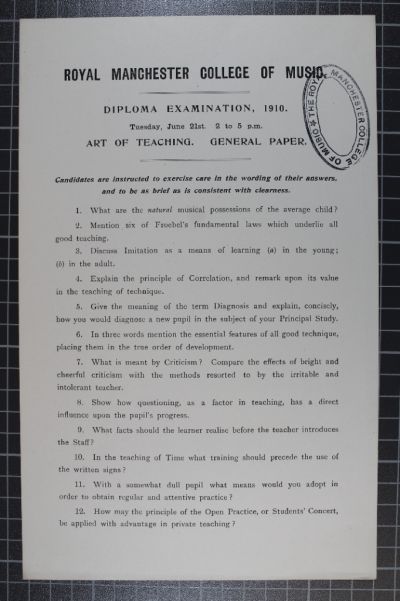 ROYAL MANCHESTER COLLEGE OF MUSIC.
THE ROYAL MANCHESTER COLLEGE OF MUSIC
DIPLOMA EXAMINATION, 1910.
Tuesday, June 21st. 2 to 5 p.m.
ART OF TEACHING. GENERAL PAPER.
Candidates are instructed to exercise care in the wording of their answers,
and to be as brief as is consistent with clearness.
1. What are the natural musical possessions of the average child?
2. Mention six of Froebel's fundamental laws which underlie all
good teaching.
3. Discuss Imitation as a means of learning (a) in the young;
(b) in the adult.
4. Explain the principle of Correlation, and remark upon its value
in the teaching of technique.
5. Give the meaning of the term Diagnosis and explain, concisely,
how you would diagnose a new pupil in the subject of your Principal Study.
6. In three words mention the essential features of all good technique,
placing them in the true order of development.
7. What is meant by Criticism? Compare the effects of bright and
cheerful criticism with the methods resorted to by the irritable and
intolerant teacher.
8. Show how questioning, as a factor in teaching, has a direct
influence upon the pupil's progress.
9. What facts should the learner realise before the teacher introduces
the Staff?
10. In the teaching of Time what training should precede the use of
the written signs?
11. With a somewhat dull pupil what means would you adopt in
order to obtain regular and attentive practice?
12. How may the principle of the Open Practice, or Students' Concert,
be applied with advantage in private teaching?